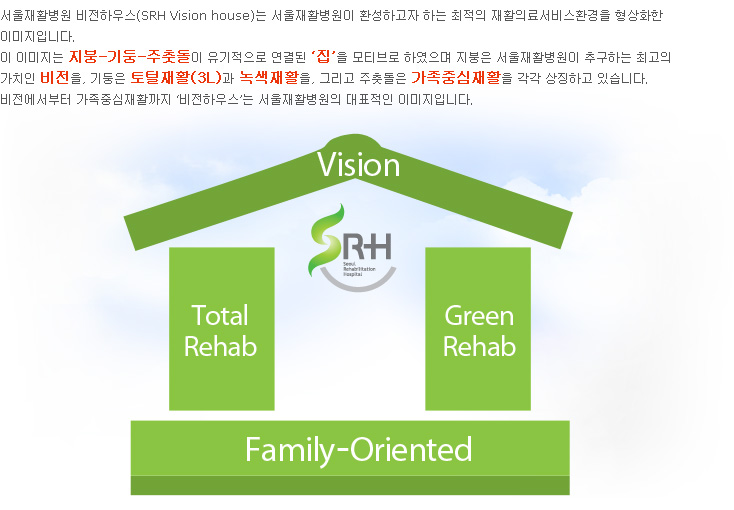 서울재활병원 비전하우스(SRH Vision house)는 서울재활병원이 환성하고자 하는 최적의 재활의료서비스환경을 형상화한
이미지입니다.
이 이미지는 지붕-기둥-주춧돌이 유기적으로 연결된 '집'을 모티브로 하였으며 지붕은 서울재활병원이 추구하는 최고의
가치인 비전을, 기둥은 토털재활(3L)과 녹색재활을, 그리고 주춧돌은 가족중심재활을 각각 상징하고 있습니다.
비전에서부터 가족중심재활까지 '비전하우스'는 서울재활병원의 대표적인 이미지입니다.
Vision
SRH
Seoul
Rehabilitation
Hospital
Total
Rehab
Green
Rehab
Family-Oriented